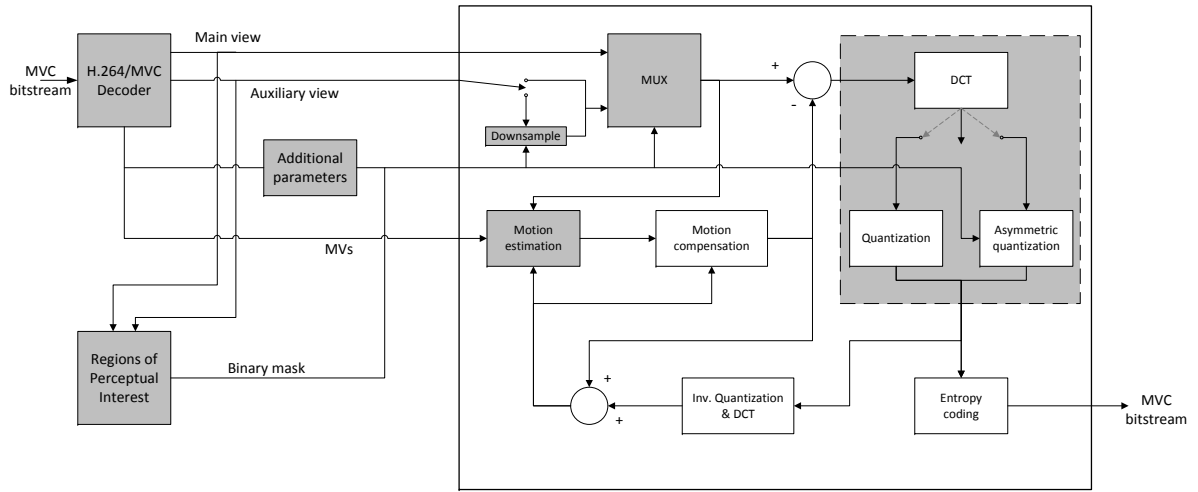 Main view
MVC
bitstream
H.264/MVC
Decoder
Auxiliary view
Downsample
MUX
+
-
DCT
Additional
parameters
MVs
Motion
estimation
Motion
compensation
Quantization
Asymmetric
quantization
Regions of
Perceptual
Interest
Binary mask
+
+
Inv. Quantization
& DCT
Entropy
coding
MVC
bitstream